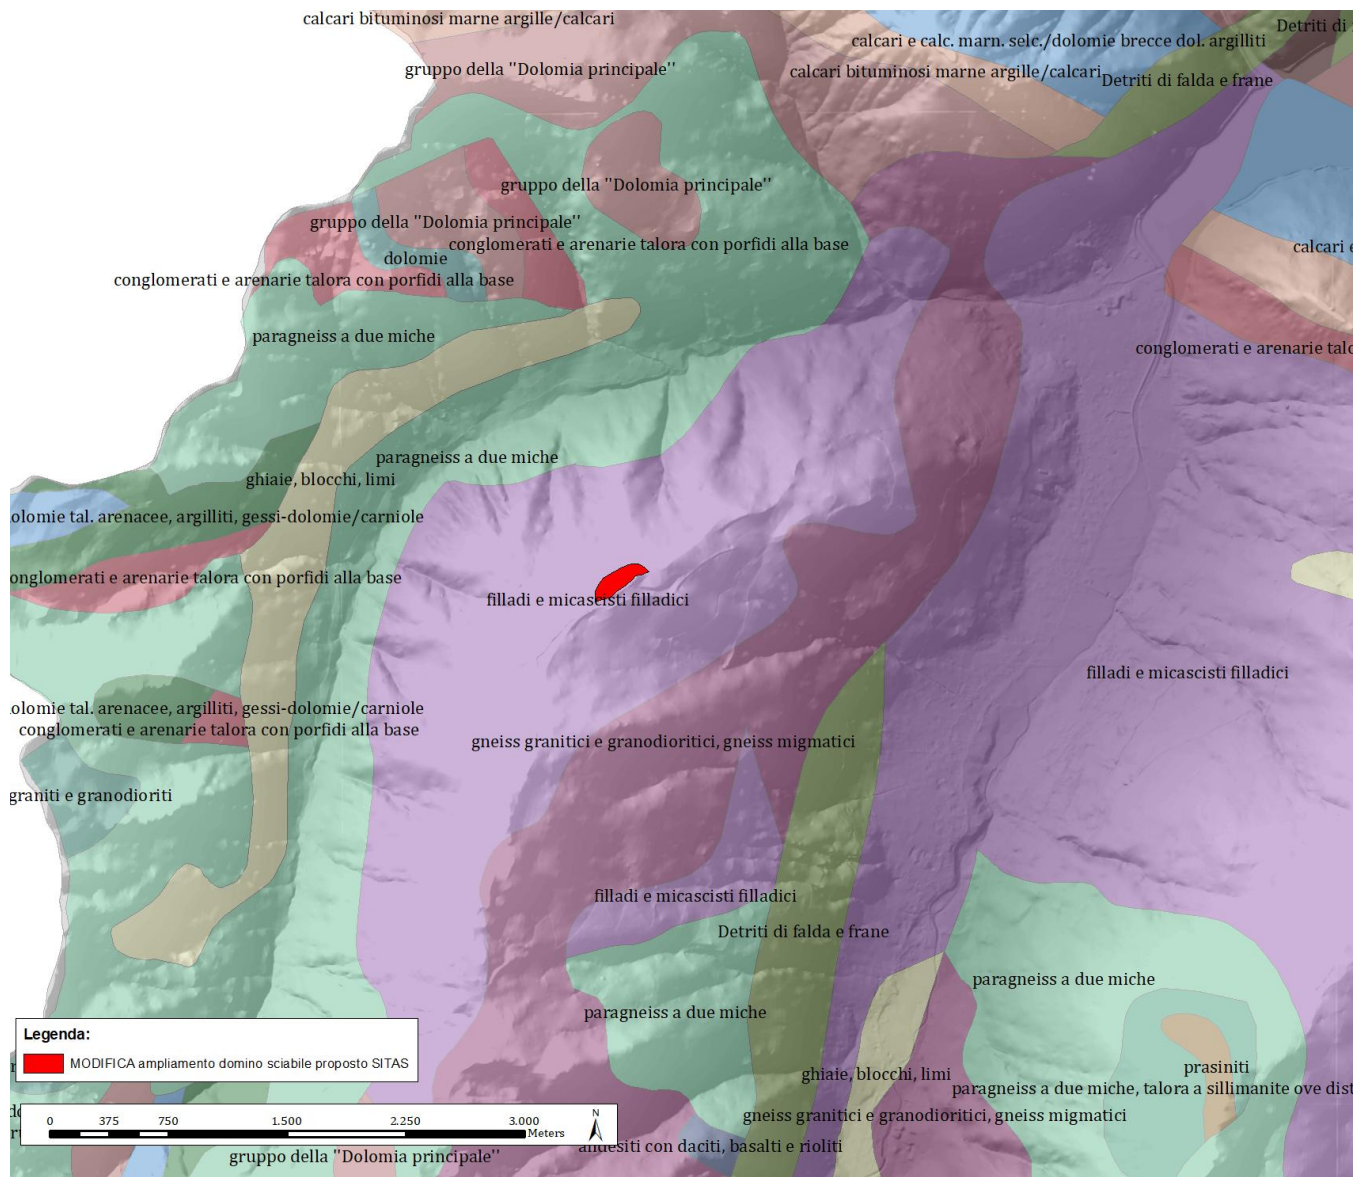 calcari bituminosi marne argille/calcari
Detriti di
calcari e calc. marn. selc./dolomie brecce dol. argilliti
gruppo della ''Dolomia principale''
calcari bituminosi marne argille/calcari
Detriti di falda e frane
gruppo della ''Dolomia principale''
gruppo della ''Dolomia principale''
conglomerati e arenarie talora con porfidi alla base
calcari e
dolomie
conglomerati e arenarie talora con porfidi alla base
paragneiss a due miche
conglomerati e arenarie talo
paragneiss a due miche
ghiaie, blocchi, limi
olomie tal. arenacee, argilliti, gessi-dolomie/carniole
onglomerati e arenarie talora con porfidi alla base
filladi e micascisti filladici
filladi e micascisti filladici
olomie tal. arenacee, argilliti, gessi-dolomie/carniole
conglomerati e arenarie talora con porfidi alla base
gneiss granitici e granodioritici, gneiss migmatici
graniti e granodioriti
filladi e micascisti filladici
Detriti di falda e frane
paragneiss a due miche
paragneiss a due miche
Legenda:
MODIFICA ampliamento domino sciabile proposto SITAS
prasiniti
ghiaie, blocchi, limi
paragneiss a due miche, talora a sillimanite ove dist
gneiss granitici e granodioritici, gneiss migmatici
0 375 750 1.500 2.250 3.000
Meters
N
andesiti con daciti, basalti e rioliti
gruppo della ''Dolomia principale''